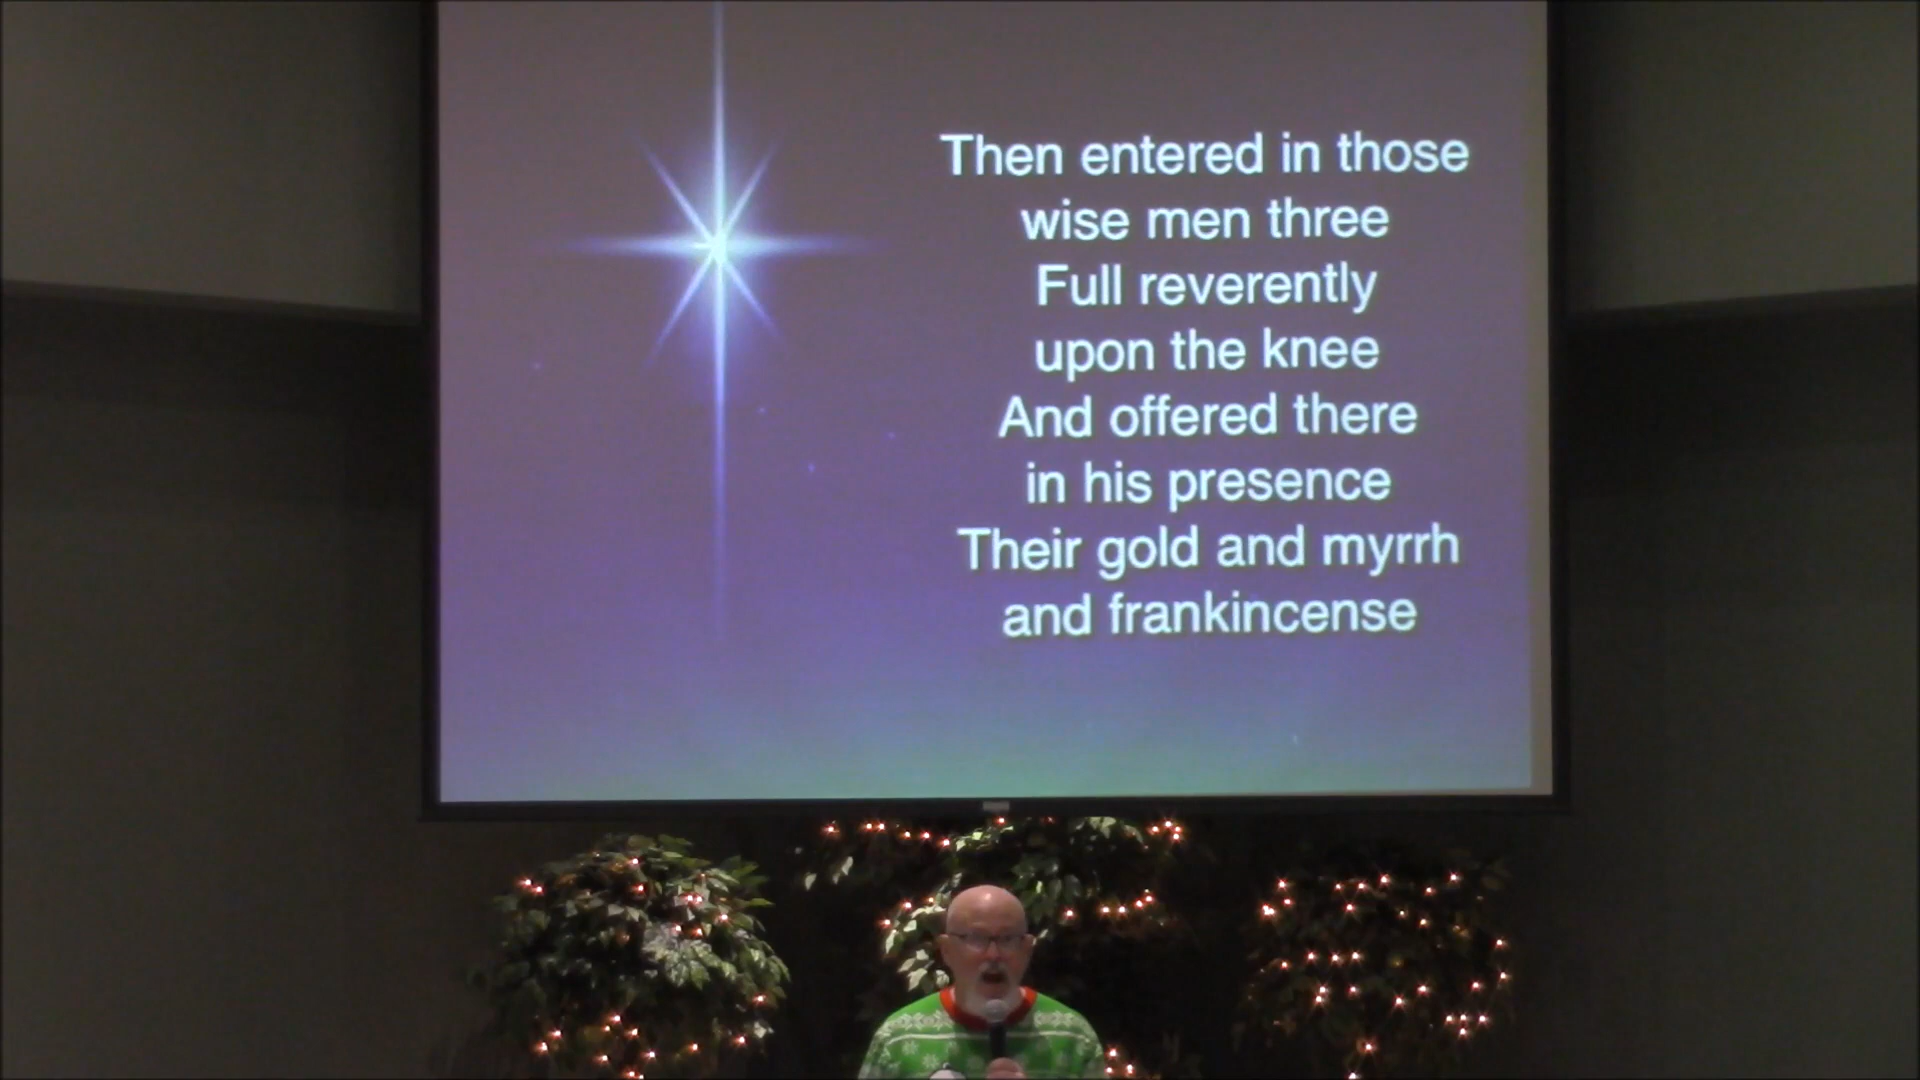 Then entered in those
wise men three
Full reverently
upon the knee
And offered there
in his presence
Their gold and myrrh
and frankincense